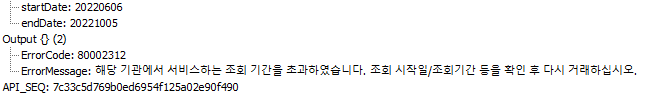 startDate: 20220606
endDate: 20221005
Output {} (2)
ErrorCode: 80002312
ErrorMessage: 해당 기관에서 서비스하는 조회 기간을 초과하였습니다. 조회 시작일/조회기간 등을 확인 후 다시 거래하십시오.
API_SEQ: 7c33c5d769b0ed6954f125a02e90f490